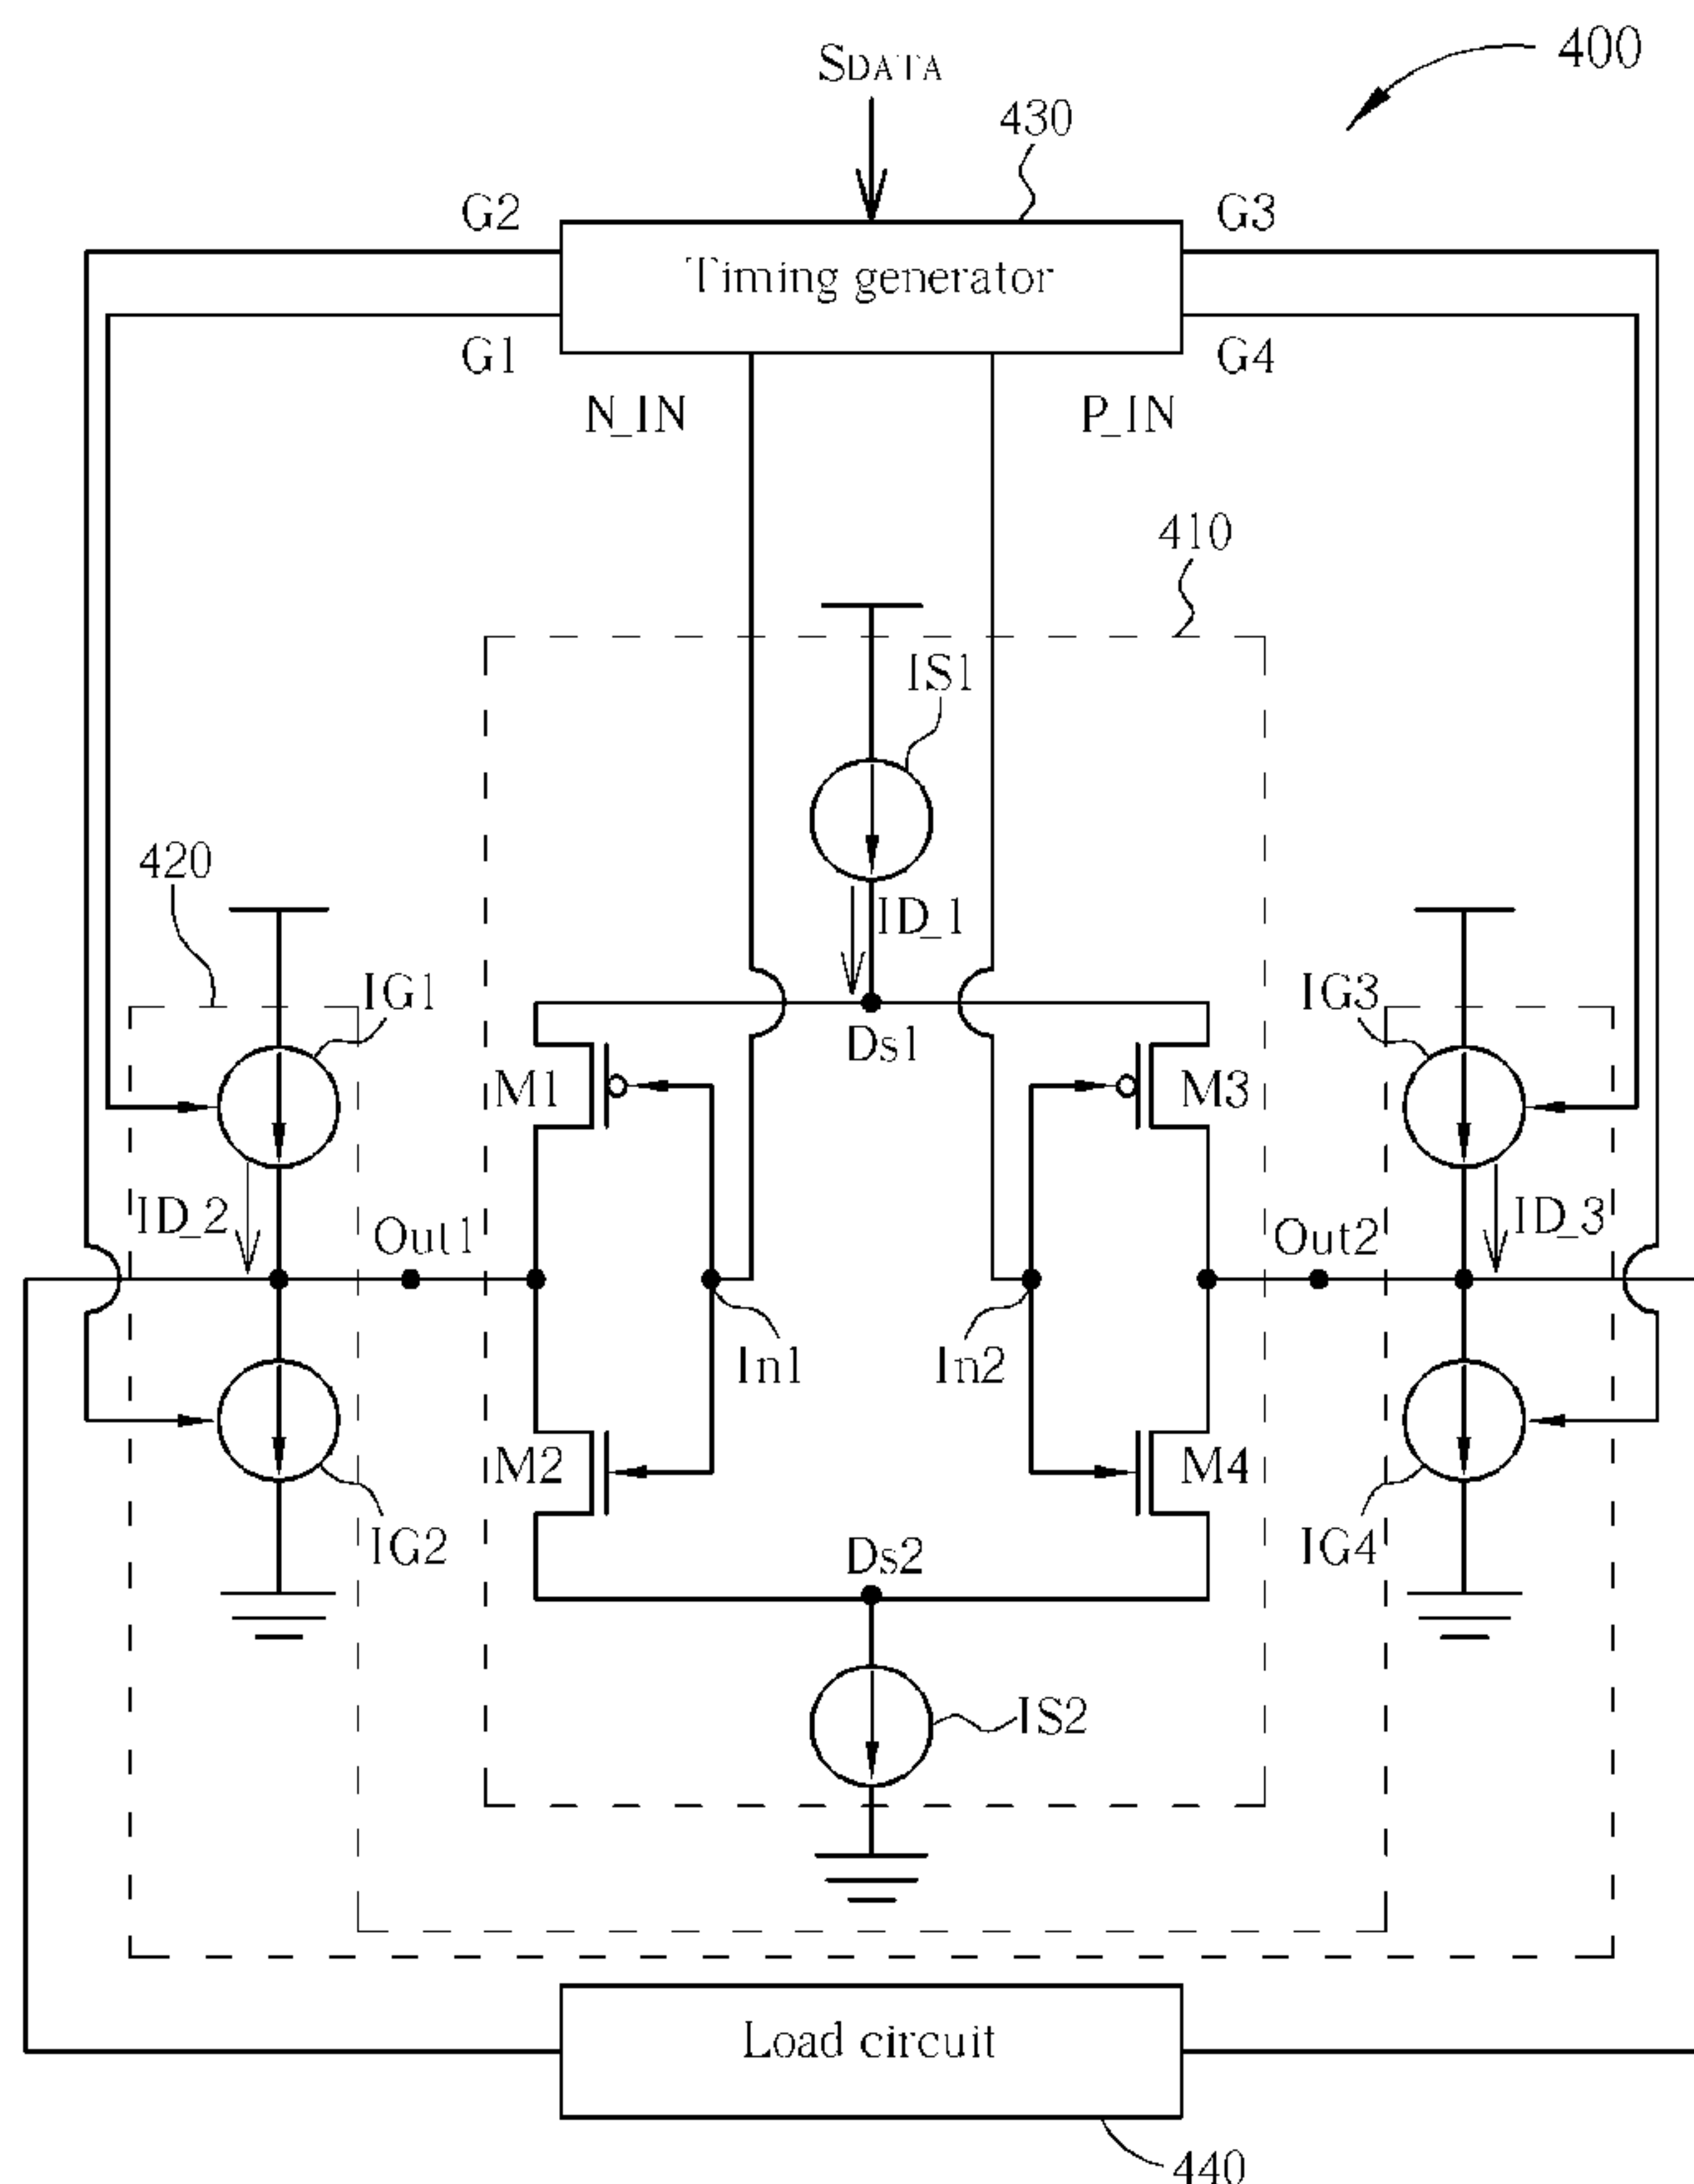 400
SDATA
430
G2
G3
Timing generator
G1
G4
N_IN
P_IN
410
IS1
420
ID_1
IG1
IG3
Ds1
M1
M3
ID_2
Out1
Out2
ID_3
In1
In2
M2
M4
IG2
Ds2
IG4
IS2
Load circuit
440